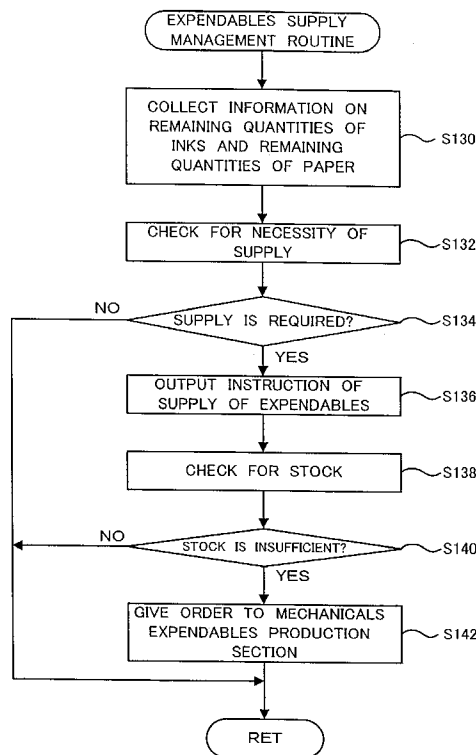 EXPENDABLES SUPPLY
MANAGEMENT ROUTINE
COLLECT INFORMATION ON
REMAINING QUANTITIES OF
INKS AND REMAINING
QUANTITIES OF PAPER
S130
CHECK FOR NECESSITY OF
SUPPLY
S132
NO
SUPPLY IS REQUIRED?
S134
YES
OUTPUT INSTRUCTION OF
SUPPLY OF EXPENDABLES
S136
CHECK FOR STOCK
S138
NO
STOCK IS INSUFFICIENT?
S140
YES
GIVE ORDER TO MECHANICALS
EXPENDABLES PRODUCTION
SECTION
S142
RET